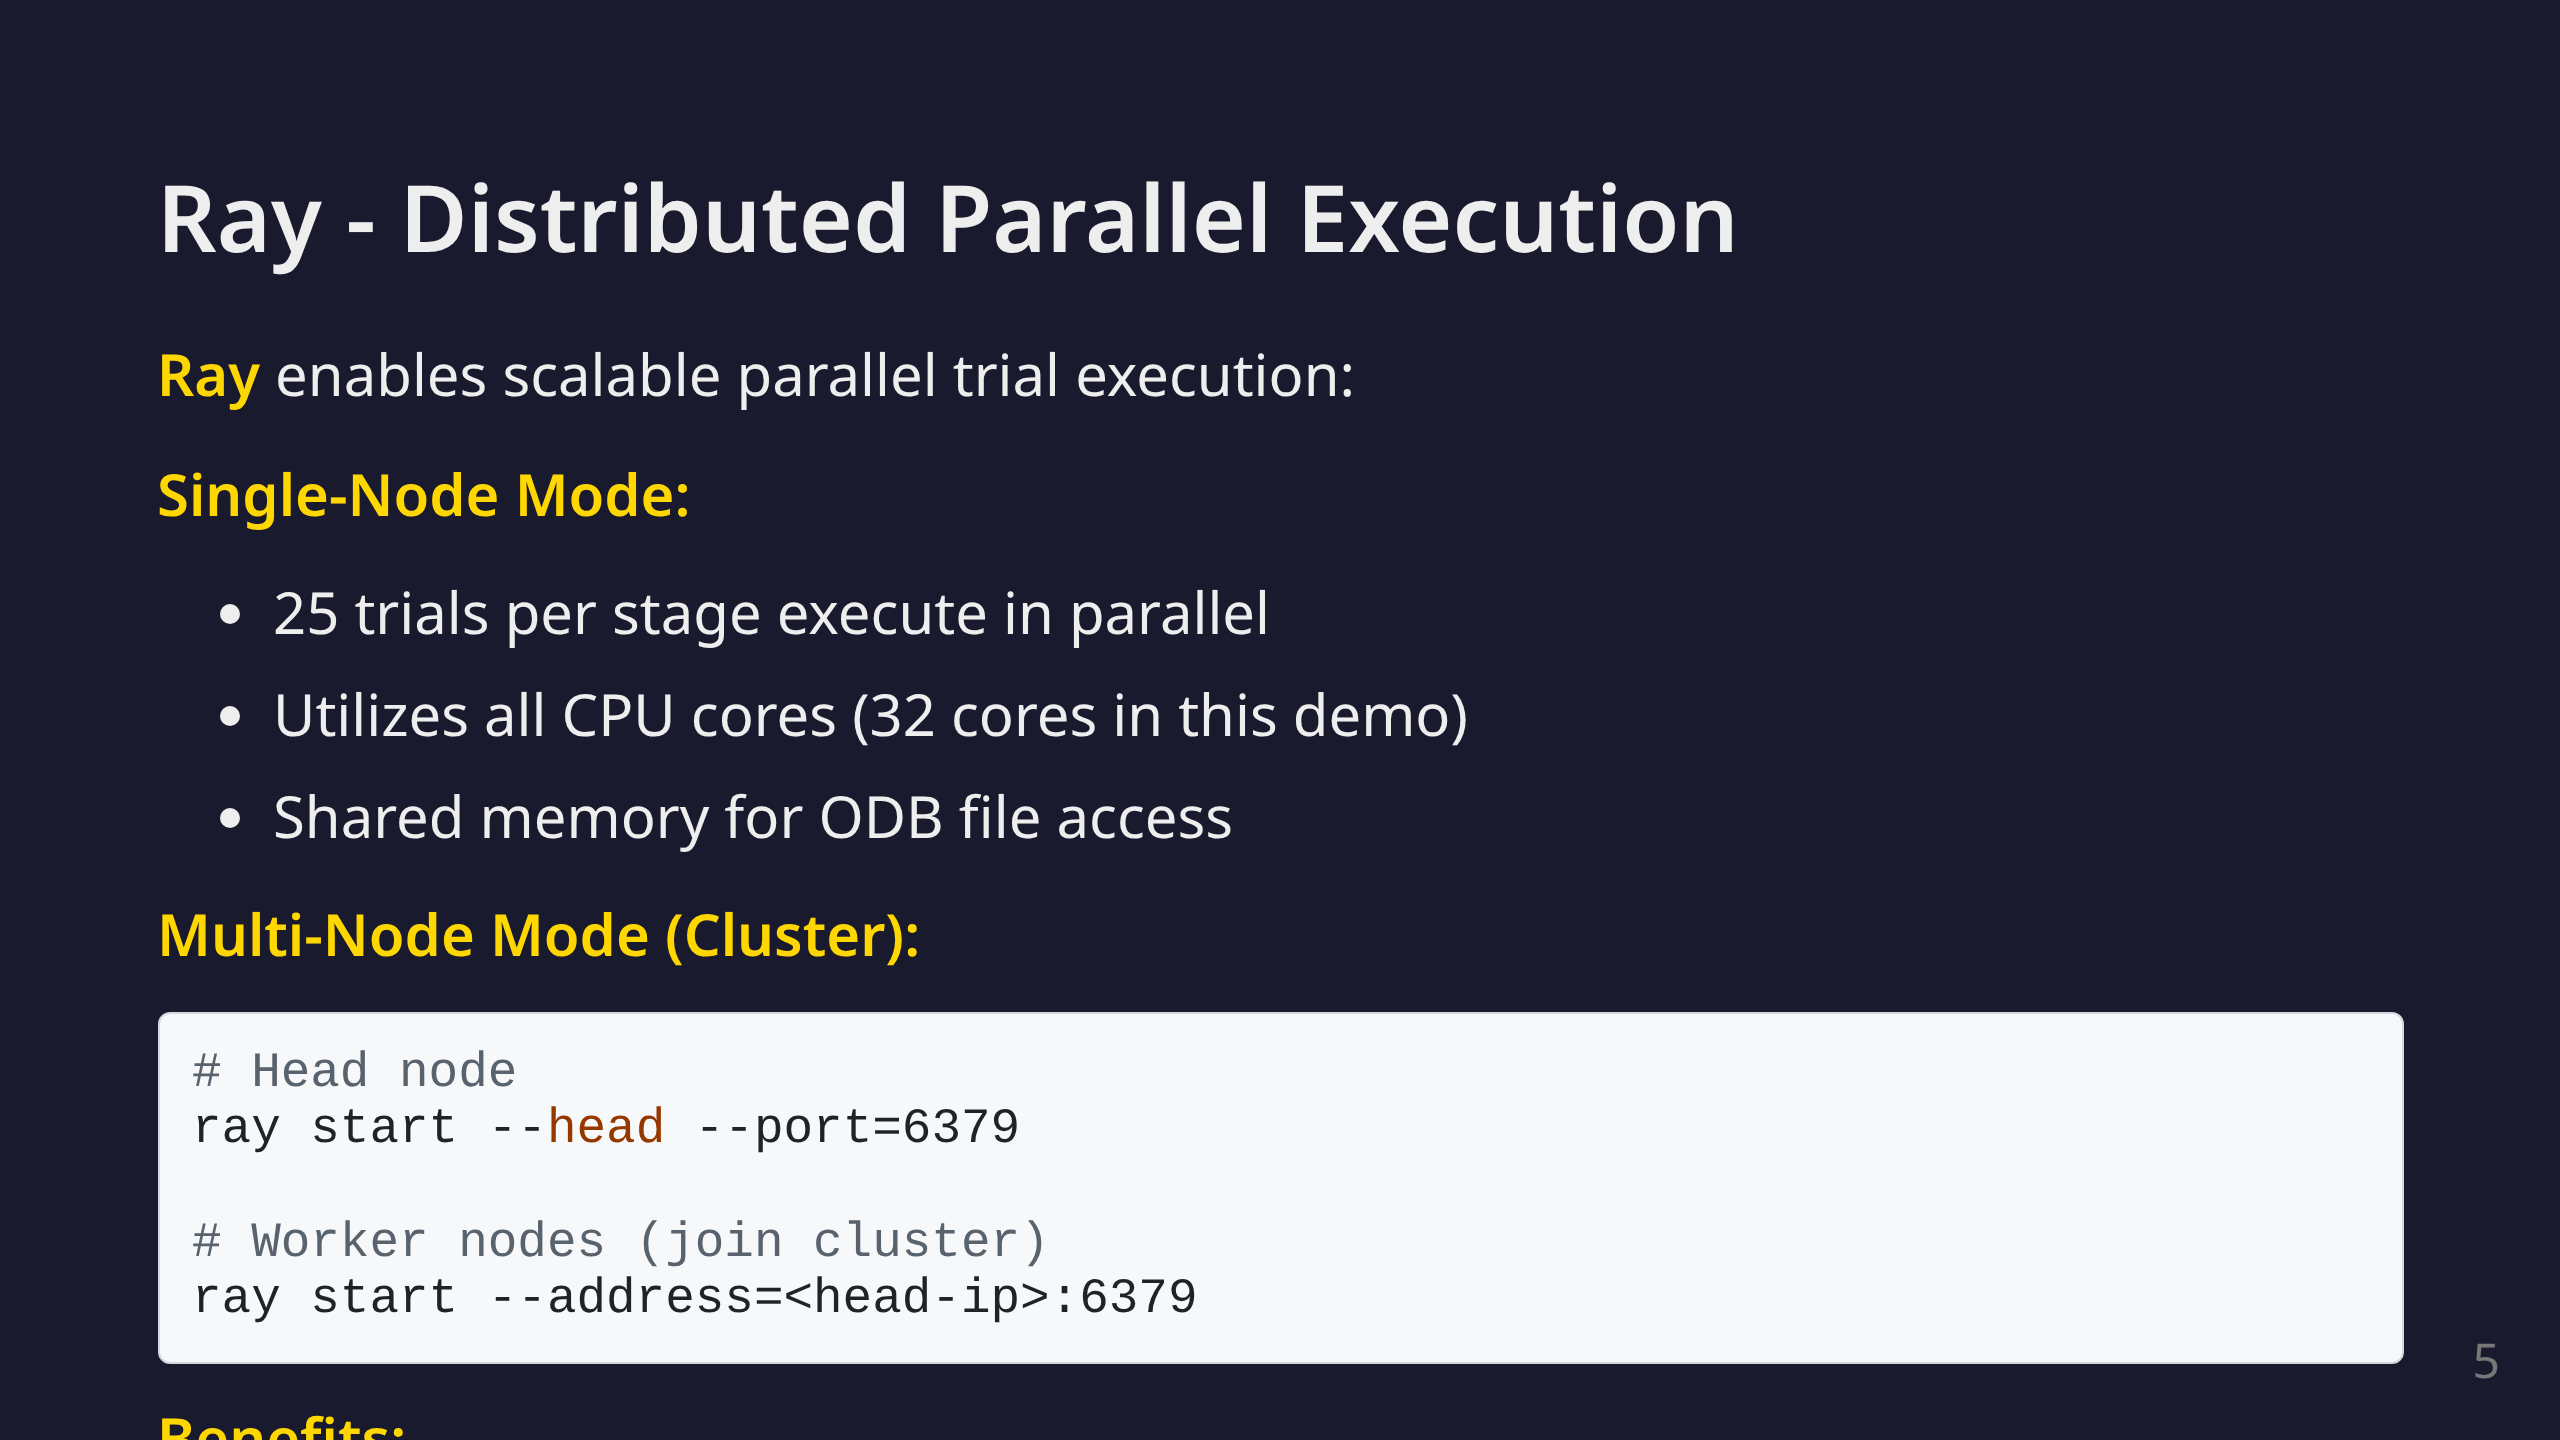 Ray - Distributed Parallel Execution
Ray enables scalable parallel trial execution:
Single-Node Mode:
• 25 trials per stage execute in parallel
• Utilizes all CPU cores (32 cores in this demo)
• Shared memory for ODB file access
Multi-Node Mode (Cluster):
# Head node
ray start --head --port=6379
# Worker nodes (join cluster)
ray start --address=<head-ip>:6379
5
Benefits: